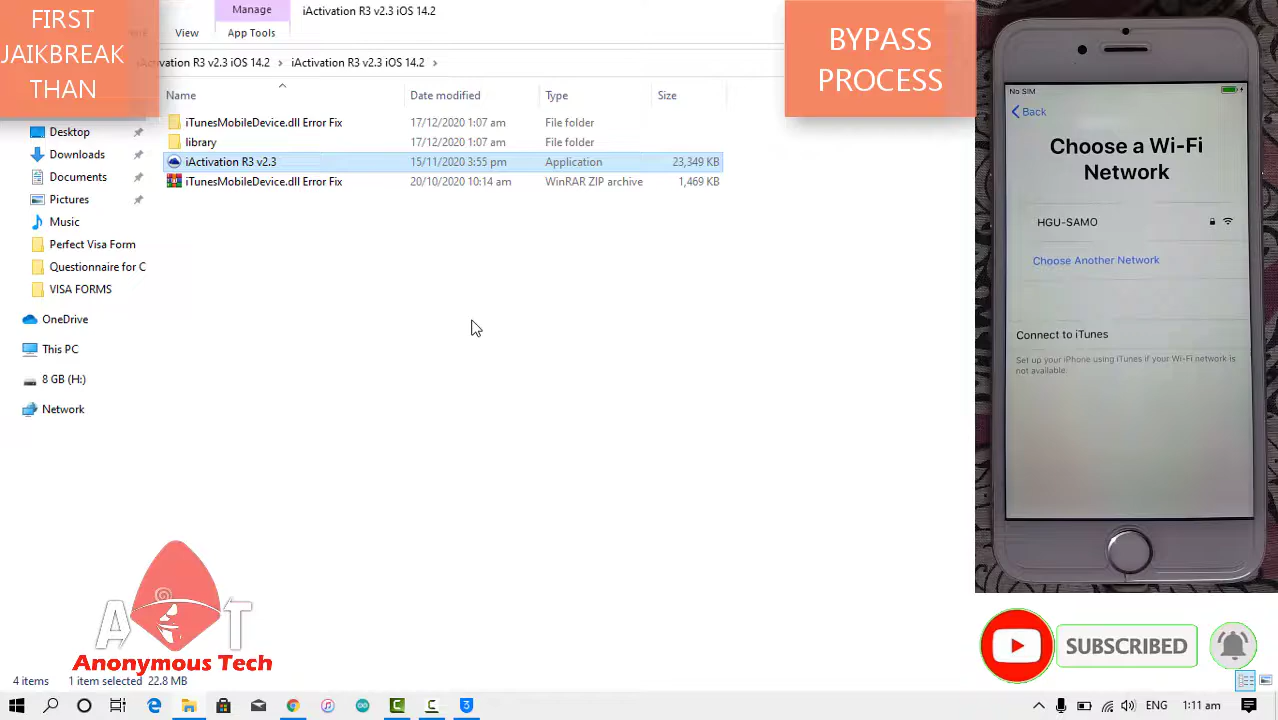 FIRST
JAIKBREAK
THAN
Manage
iActivation R3 v2.3 iOS 14.2
View
App Tools
BYPASS
PROCESS
iActivation R3 v2.3 iOS 14.2 > iActivation R3 v2.3 iOS 14.2 >
Name Date modified Type Size
iTunesMobileDevice.dll Error Fix 17/12/2020 1:07 am File folder
library 17/12/2020 1:07 am File folder
iActivation R3 v2.3 15/11/2020 3:55 pm Application 23,349 KB
iTunesMobileDevice.dll Error Fix 20/10/2020 10:14 am WinRAR ZIP archive 1,469 KB
Desktop
Downloads
Documents
Pictures
Music
Perfect Visa Form
Questionnaire for C
VISA FORMS
OneDrive
This PC
8 GB (H:)
Network
No SIM
Back
Choose a Wi-Fi
Network
HGU-SAMO
Choose Another Network
Connect to iTunes
Set up your iPhone using iTunes if your Wi-Fi network is
not available.
A T
Anonymous Tech
SUBSCRIBED
4 items 1 item selected 22.8 MB
ENG 1:11 am